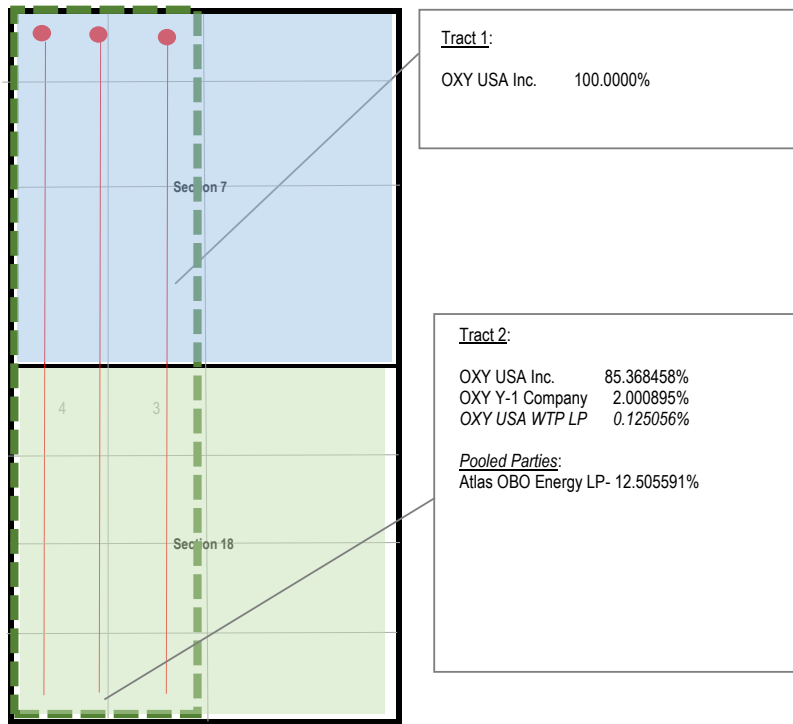 Tract 1:
OXY USA Inc. 100.0000%
Section 7
Tract 2:
OXY USA Inc. 85.368458%
OXY Y-1 Company 2.000895%
OXY USA WTP LP 0.125056%
Pooled Parties:
Atlas OBO Energy LP- 12.505591%
4 3
Section 18